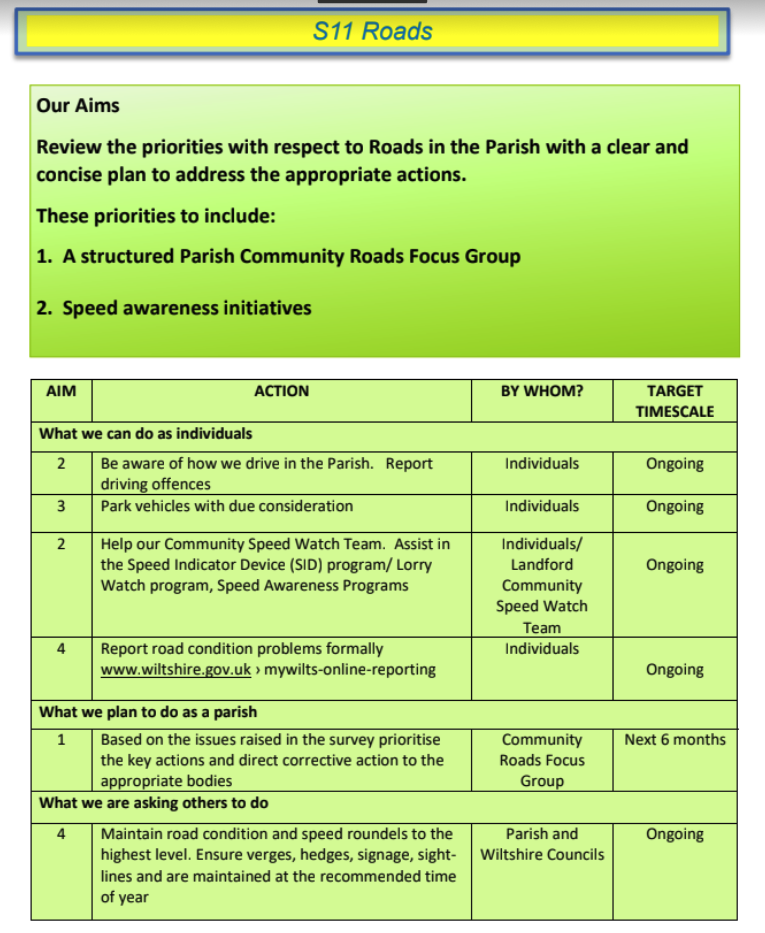 S11 Roads
Our Aims
Review the priorities with respect to Roads in the Parish with a clear and
concise plan to address the appropriate actions.
These priorities to include:
1. A structured Parish Community Roads Focus Group
2. Speed awareness initiatives
AIM ACTION BY WHOM? TARGET
TIMESCALE
What we can do as individuals
2 Be aware of how we drive in the Parish. Report Individuals Ongoing
driving offences
3 Park vehicles with due consideration Individuals Ongoing
2 Help our Community Speed Watch Team. Assist in Individuals/
the Speed Indicator Device (SID) program/ Lorry Landford Ongoing
Watch program, Speed Awareness Programs Community
Speed Watch
Team
4 Report road condition problems formally Individuals
www.wiltshire.gov.uk › mywilts-online-reporting Ongoing
What we plan to do as a parish
1 Based on the issues raised in the survey prioritise Community Next 6 months
the key actions and direct corrective action to the Roads Focus
appropriate bodies Group
What we are asking others to do
4 Maintain road condition and speed roundels to the Parish and Ongoing
highest level. Ensure verges, hedges, signage, sight- Wiltshire Councils
lines and are maintained at the recommended time
of year